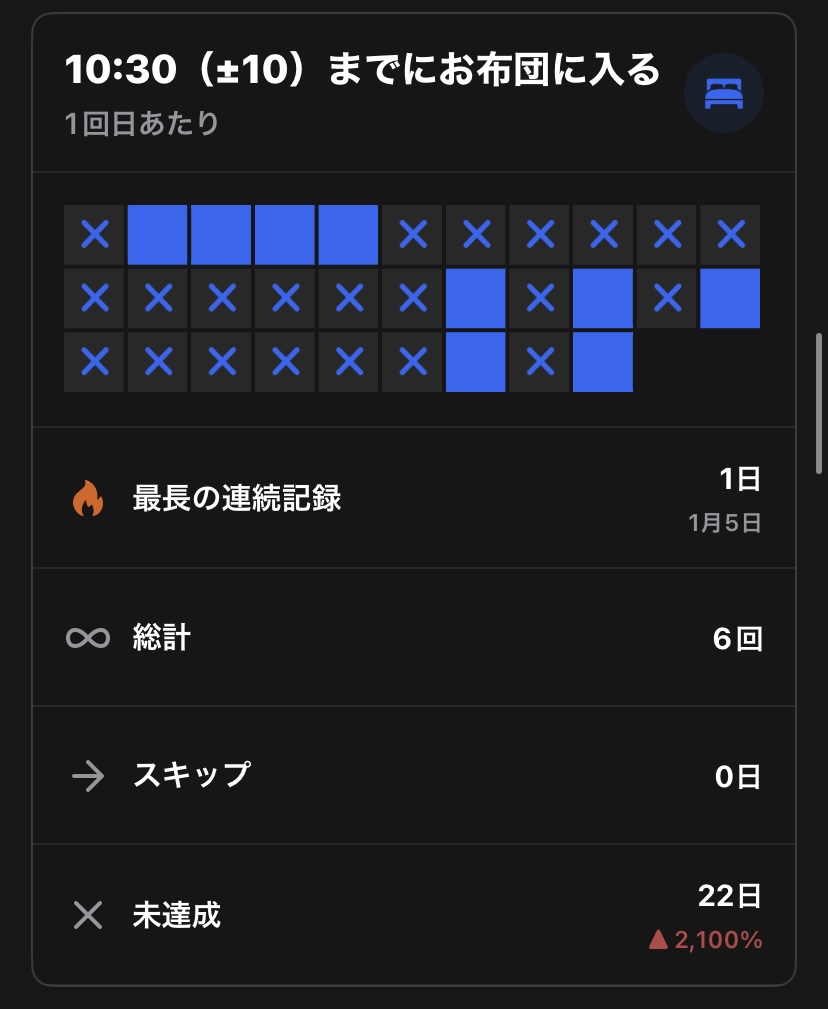 10:30（±10）までにお布団に入る
1回日あたり
最長の連続記録
1日
1月5日
総計
6回
スキップ
0日
未達成
22日
▲ 2,100%